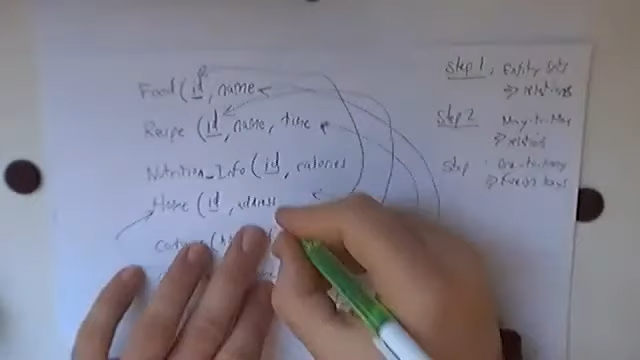 Food (id, name
Recipe (id, name, time
Nutrition_Info (id, calories
Home (id, address
Step 1. Entity Sets
⇒ relations
Step 2 Many-to-Many
⇒ relations
Step One-to-Many
⇒ Foreign keys